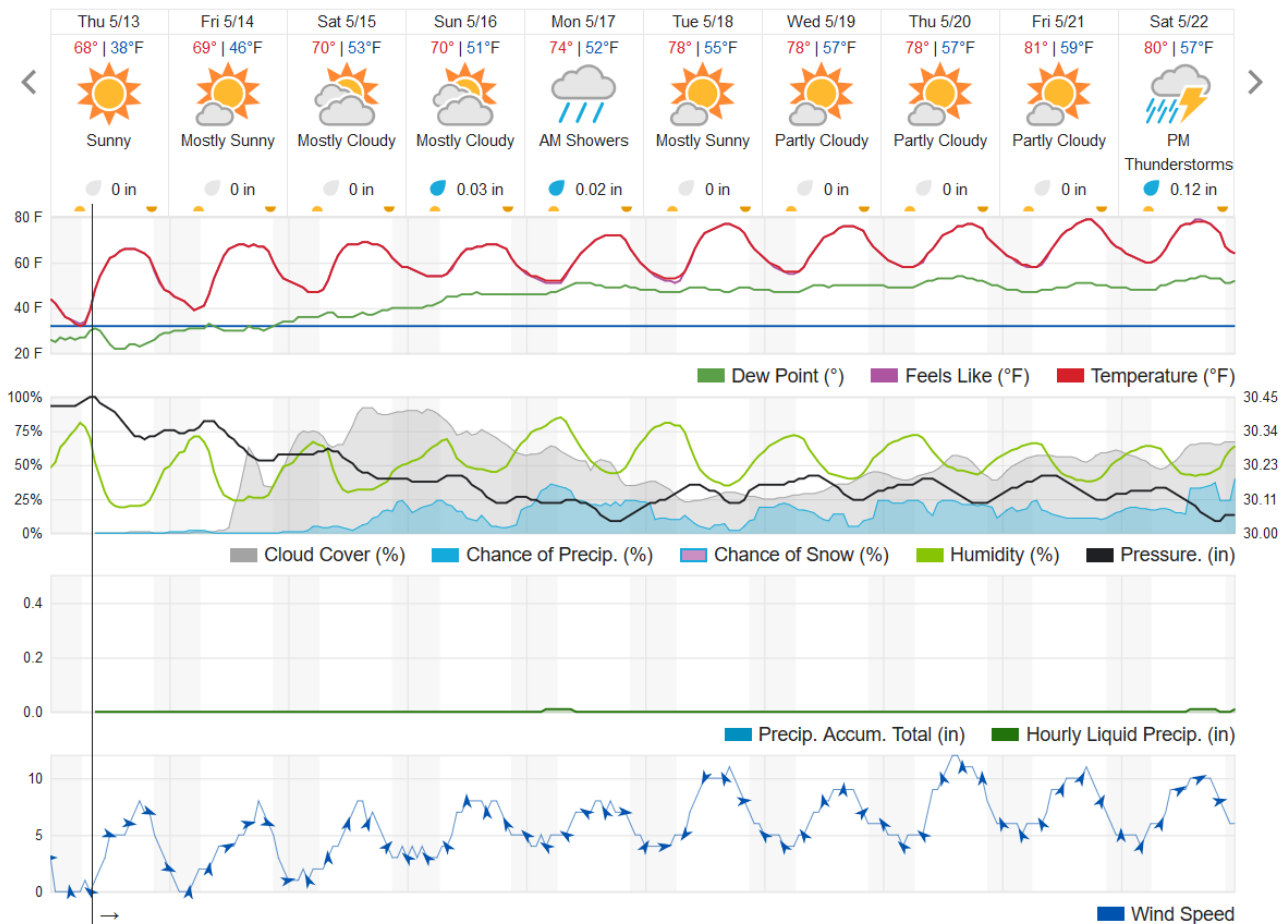 Thu 5/13 Fri 5/14 Sat 5/15 Sun 5/16 Mon 5/17 Tue 5/18 Wed 5/19 Thu 5/20 Fri 5/21 Sat 5/22
68° | 38°F 69° | 46°F 70° | 53°F 70° | 51°F 74° | 52°F 78° | 55°F 78° | 57°F 78° | 57°F 81° | 59°F 80° | 57°F
Sunny Mostly Sunny Mostly Cloudy Mostly Cloudy AM Showers Mostly Sunny Partly Cloudy Partly Cloudy Partly Cloudy PM
Thunderstorms
0 in 0 in 0 in 0.03 in 0.02 in 0 in 0 in 0 in 0 in 0.12 in
80 F
60 F
40 F
20 F
Dew Point (°) Feels Like (°F) Temperature (°F)
100% 30.45
75% 30.34
50% 30.23
25% 30.11
0% 30.00
Cloud Cover (%) Chance of Precip. (%) Chance of Snow (%) Humidity (%) Pressure. (in)
0.4
0.2
0.0
Precip. Accum. Total (in) Hourly Liquid Precip. (in)
10
5
0
→
Wind Speed